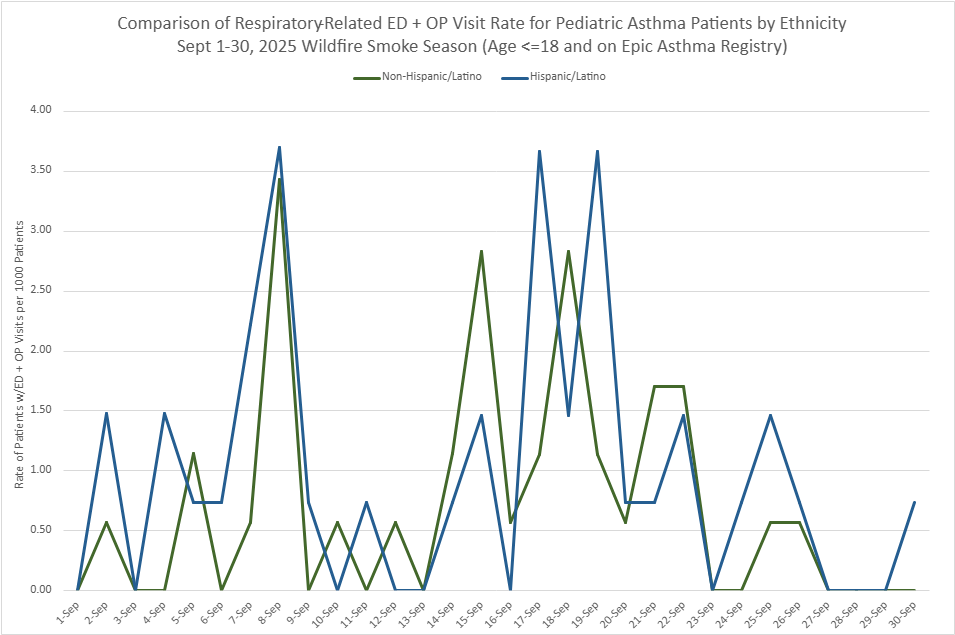 Comparison of Respiratory-Related ED + OP Visit Rate for Pediatric Asthma Patients by Ethnicity
Sept 1-30, 2025 Wildfire Smoke Season (Age <=18 and on Epic Asthma Registry)
Non-Hispanic/Latino Hispanic/Latino
Rate of Patients w/ED + OP Visits per 1000 Patients
4.00
3.50
3.00
2.50
2.00
1.50
1.00
0.50
0.00
1-Sep 2-Sep 3-Sep 4-Sep 5-Sep 6-Sep 7-Sep 8-Sep 9-Sep 10-Sep 11-Sep 12-Sep 13-Sep 14-Sep 15-Sep 16-Sep 17-Sep 18-Sep 19-Sep 20-Sep 21-Sep 22-Sep 23-Sep 24-Sep 25-Sep 26-Sep 27-Sep 28-Sep 29-Sep 30-Sep